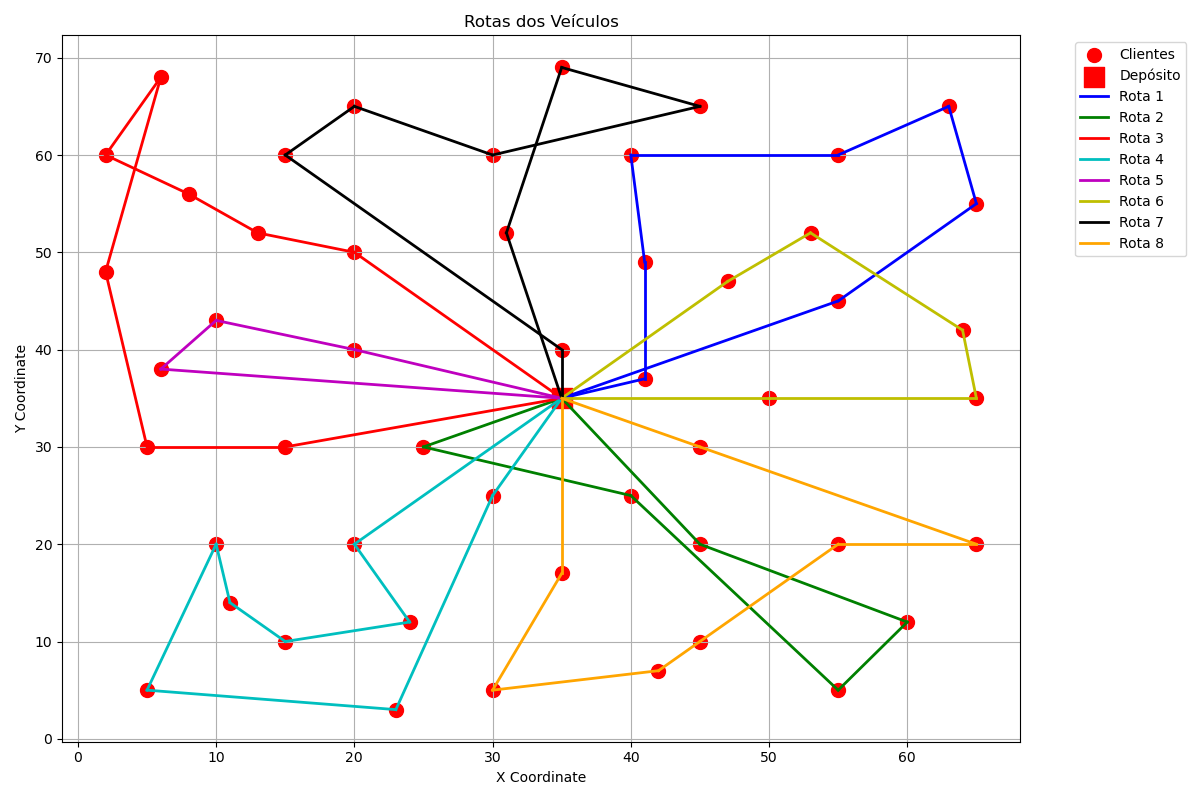 Rotas dos Veículos
Y Coordinate
70
60
50
40
30
20
10
0
0 10 20 30 40 50 60
X Coordinate
Clientes
Depósito
Rota 1
Rota 2
Rota 3
Rota 4
Rota 5
Rota 6
Rota 7
Rota 8